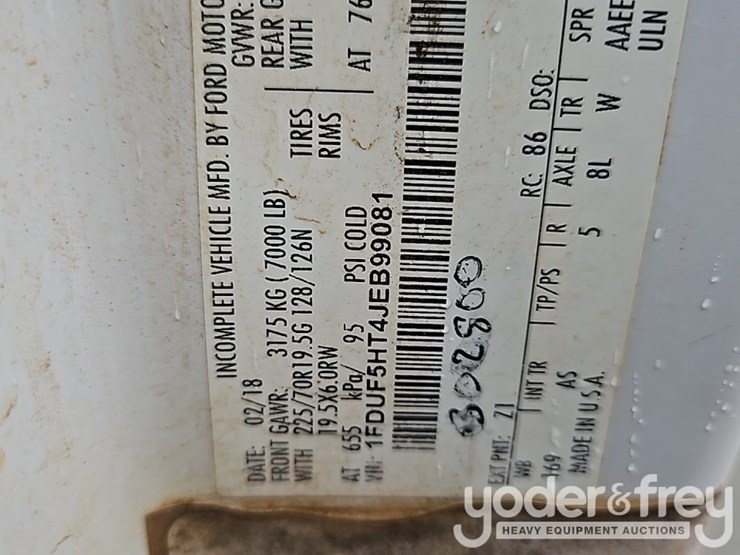 INCOMPLETE VEHICLE MFD. BY FORD MOTO
DATE: 02/18 GVWR:
FRONT GAWR: 3175 KG ( 7000 LB) REAR G
WITH 225/70R19.5G 128/126N TIRES WITH
19.5X6.0RW RIMS
AT 655 kPa/ 95 PSI COLD AT 76
VIN: 1FDUF5HT4JEB99081
302800
EXT PNT: Z1 RC: 86 DSO:
WB INT TR TP/PS R AXLE TR SPR
169 AS 5 8L W AAEE
MADE IN U.S.A. ULN
yoder&frey
HEAVY EQUIPMENT AUCTIONS